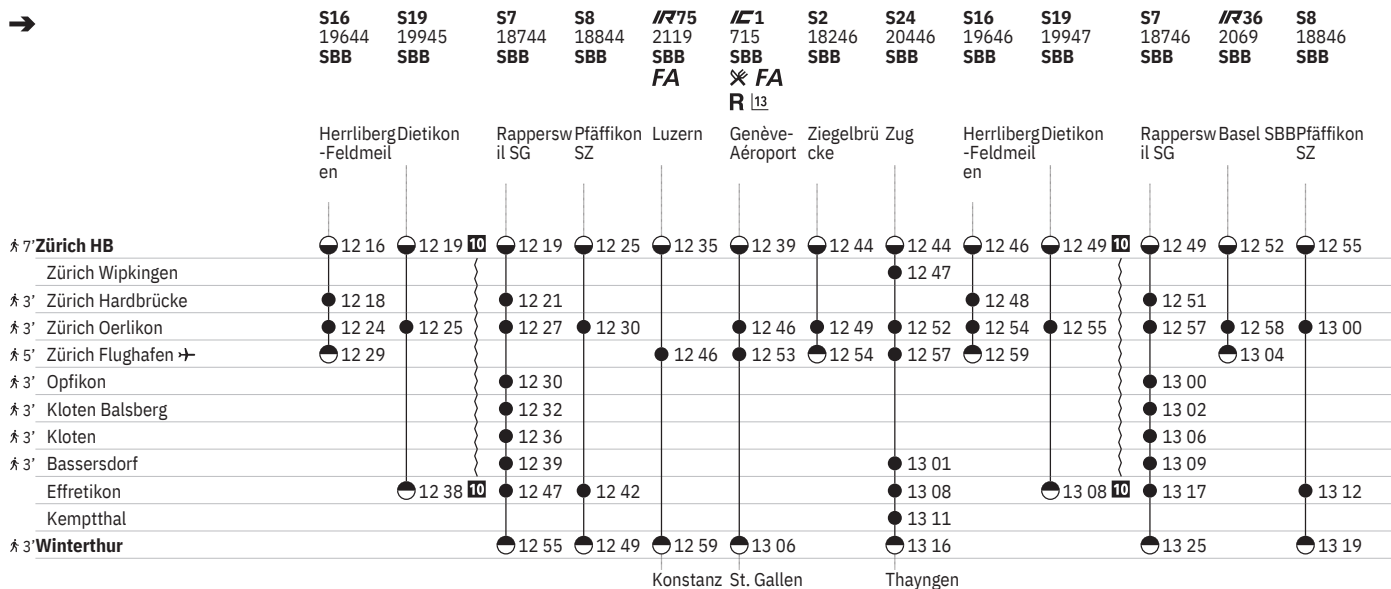 S16 S19 S7 S8 IR75 IC1 S2 S24 S16 S19 S7 IR36 S8
19644 19945 18744 18844 2119 715 18246 20446 19646 19947 18746 2069 18846
SBB SBB SBB SBB SBB SBB SBB SBB SBB SBB SBB SBB SBB
FA FA
R 13
Herrliberg Dietikon Rappersw Pfäffikon Luzern Genève- Ziegelbrü Zug Herrliberg Dietikon Rappersw Basel SBB Pfäffikon
-Feldmeil il SG SZ Aéroport cke -Feldmeil il SG SZ
en en
7’ Zürich HB 12 16 12 19 10 12 19 12 25 12 35 12 39 12 44 12 44 12 46 12 49 10 12 49 12 52 12 55
Zürich Wipkingen 12 47
3’ Zürich Hardbrücke 12 18 12 21 12 48 12 51
3’ Zürich Oerlikon 12 24 12 25 12 27 12 30 12 46 12 49 12 52 12 54 12 55 12 57 12 58 13 00
5’ Zürich Flughafen 12 29 12 46 12 53 12 54 12 57 12 59 13 04
3’ Opfikon 12 30 13 00
3’ Kloten Balsberg 12 32 13 02
3’ Kloten 12 36 13 06
3’ Bassersdorf 12 39 13 01 13 09
Effretikon 12 38 10 12 47 12 42 13 08 13 08 10 13 17 13 12
Kemptthal 13 11
3’ Winterthur 12 55 12 49 12 59 13 06 13 16 13 25 13 19
Konstanz St. Gallen Thayngen